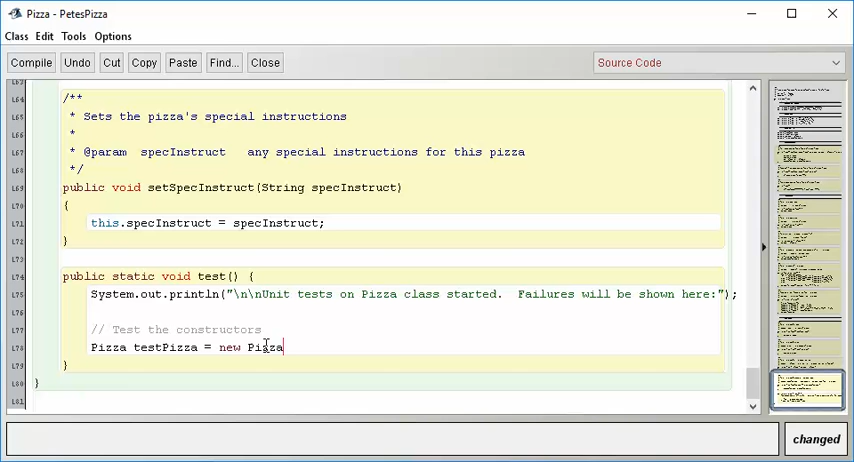 Pizza - PetesPizza
Class Edit Tools Options
Compile Undo Cut Copy Paste Find... Close Source Code
L64 /**
L65 * Sets the pizza's special instructions
L66 *
L67 * @param specInstruct any special instructions for this pizza
L68 */
L69 public void setSpecInstruct(String specInstruct)
L70 {
L71 this.specInstruct = specInstruct;
L72 }
L73
L74 public static void test() {
L75 System.out.println("\n\nUnit tests on Pizza class started. Failures will be shown here:");
L76
L77 // Test the constructors
L78 Pizza testPizza = new Pizza
L79 }
L80 }
L81
changed